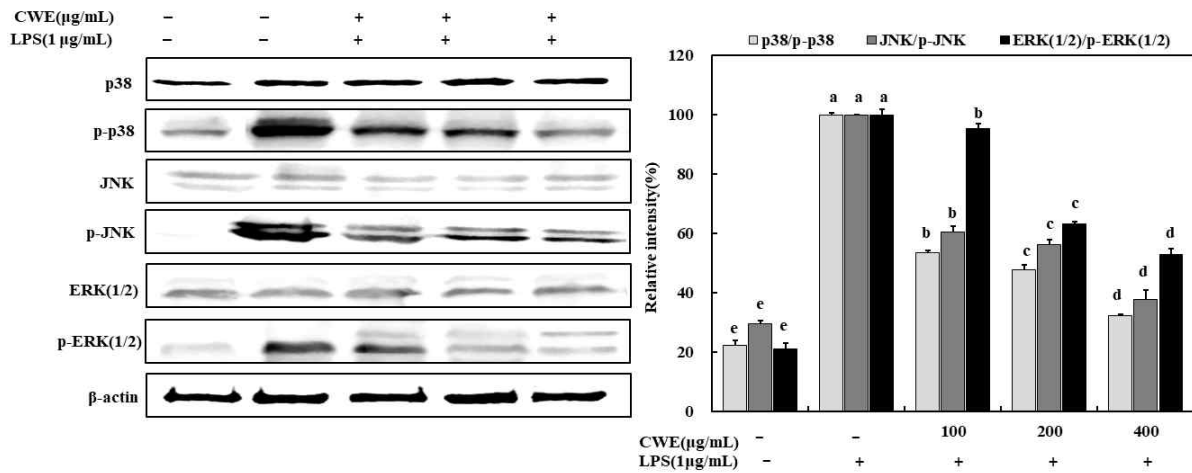 CWE(μg/mL) – – + + +
LPS(1 μg/mL) – – + + +
p38
p-p38
JNK
p-JNK
ERK(1/2)
p-ERK(1/2)
β-actin
p38/p-p38 JNK/p-JNK ERK(1/2)/p-ERK(1/2)
Relative intensity(%)
120
100
80
60
40
20
0
e e e
a a a
b b b
c c c
d d d
CWE(μg/mL) – – 100 200 400
LPS(1μg/mL) – + + + +